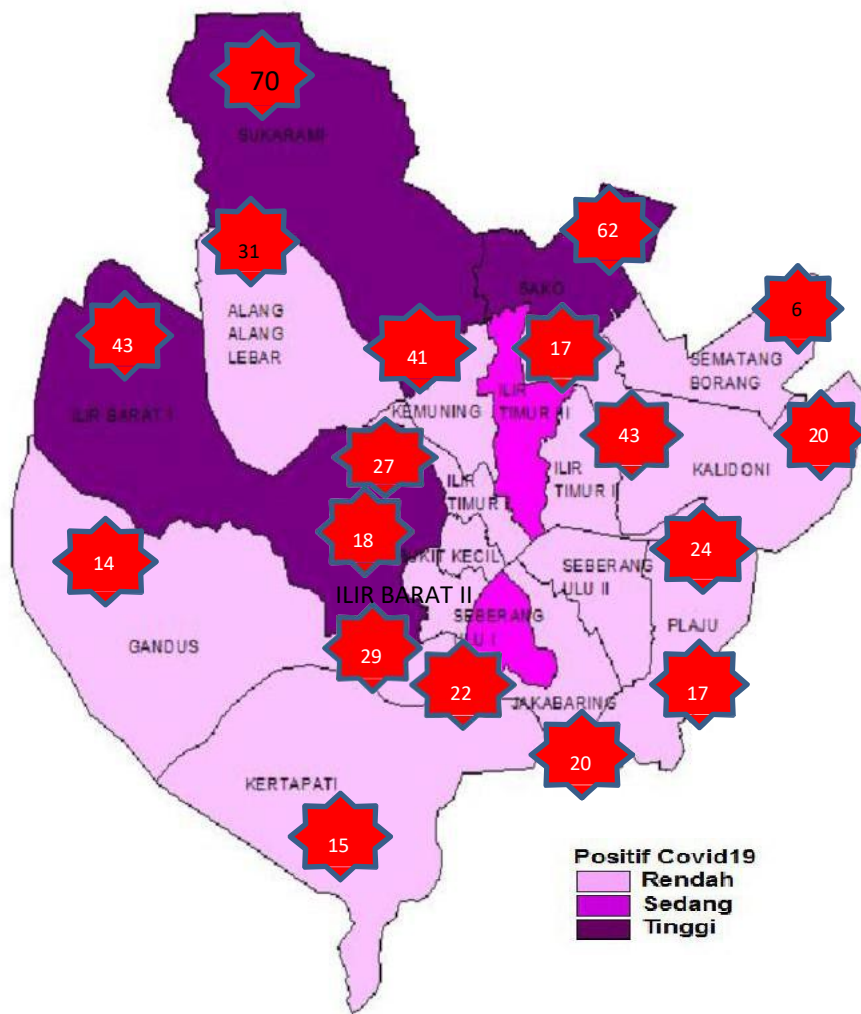 70
SUKARAMI
62
31
SAKO
6
ALANG
ALANG
LEBAR
43
41
17
SEMATANG
BORANG
ILIR BARAT I
KEMUNING
ILIR
TIMUR III
43
20
27
ILIR
TIMUR I
ILIR
TIMUR II
KALIDONI
18
BUKIT KECIL
24
14
SEBERANG
ULU II
ILIR BARAT II
SEBERANG
ULU I
PLAJU
GANDUS
29
22
17
JAKABARING
20
KERTAPATI
15
Positif Covid19
Rendah
Sedang
Tinggi